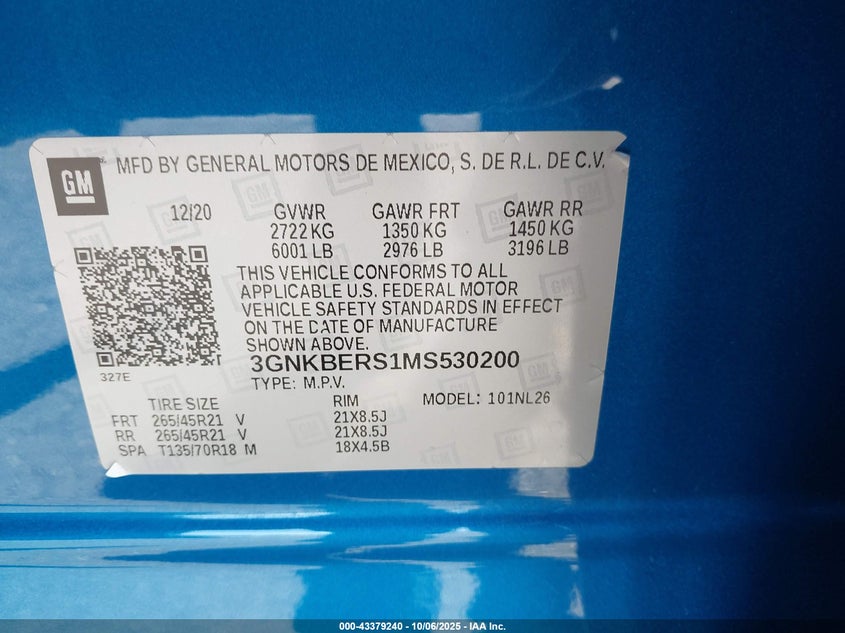 GM MFD BY GENERAL MOTORS DE MEXICO, S. DE R.L. DE C.V.
12/20 GVWR GAWR FRT GAWR RR
2722 KG 1350 KG 1450 KG
6001 LB 2976 LB 3196 LB
THIS VEHICLE CONFORMS TO ALL
APPLICABLE U.S. FEDERAL MOTOR
VEHICLE SAFETY STANDARDS IN EFFECT
ON THE DATE OF MANUFACTURE
SHOWN ABOVE.
327E
3GNKBERS1MS530200
TYPE: M.P.V.
TIRE SIZE RIM MODEL: 101NL26
FRT 265/45R21 V 21X8.5J
RR 265/45R21 V 21X8.5J
SPA T135/70R18 M 18X4.5B
000-43379240 - 10/06/2025 - IAA Inc.